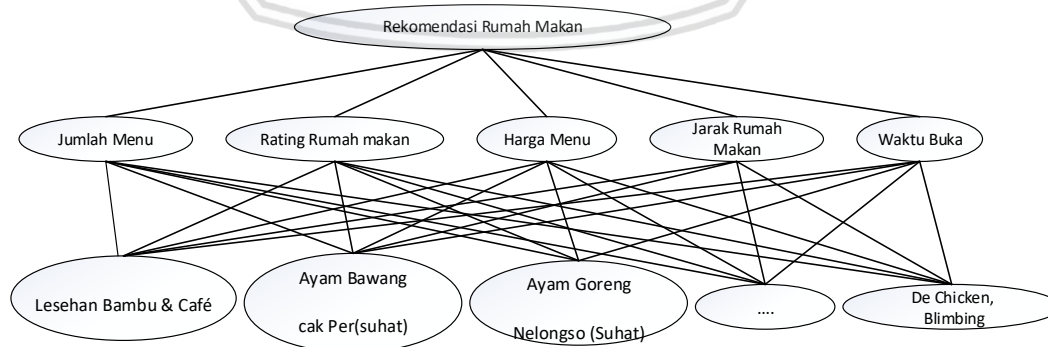 Rekomendasi Rumah Makan
Jumlah Menu
Rating Rumah makan
Harga Menu
Jarak Rumah
Makan
Waktu Buka
Lesehan Bambu & Café
Ayam Bawang
cak Per(suhat)
Ayam Goreng
Nelongso (Suhat)
....
De Chicken,
Blimbing